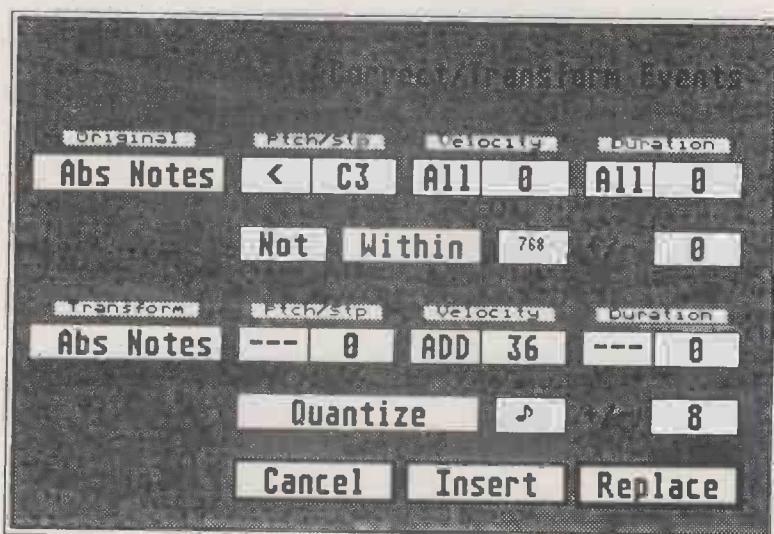 Correct/Transform Events
Original Ptch/stp Velocity Duration
Abs Notes < C3 All 0 All 0
Not Within 768 +/- 0
Transform Ptch/stp Velocity Duration
Abs Notes --- 0 ADD 36 --- 0
Quantize ♪ +/- 8
Cancel Insert Replace